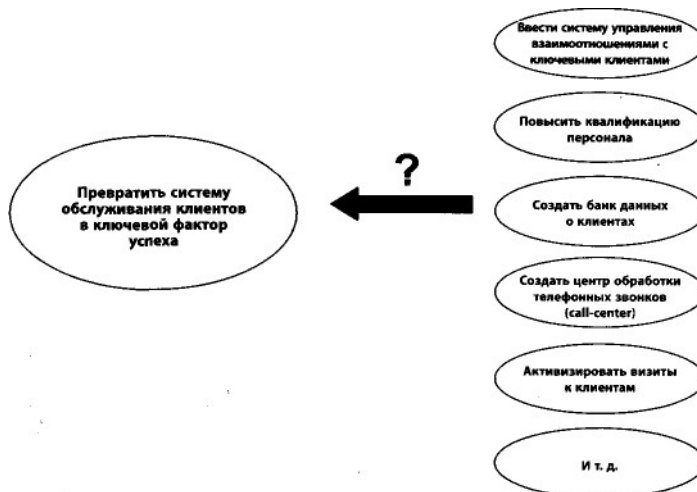 Превратить систему
обслуживания клиентов
в ключевой фактор
успеха
?
Ввести систему управления
взаимоотношениями с
ключевыми клиентами
Повысить квалификацию
персонала
Создать банк данных
о клиентах
Создать центр обработки
телефонных звонков
(call-center)
Активизировать визиты
к клиентам
И т. д.